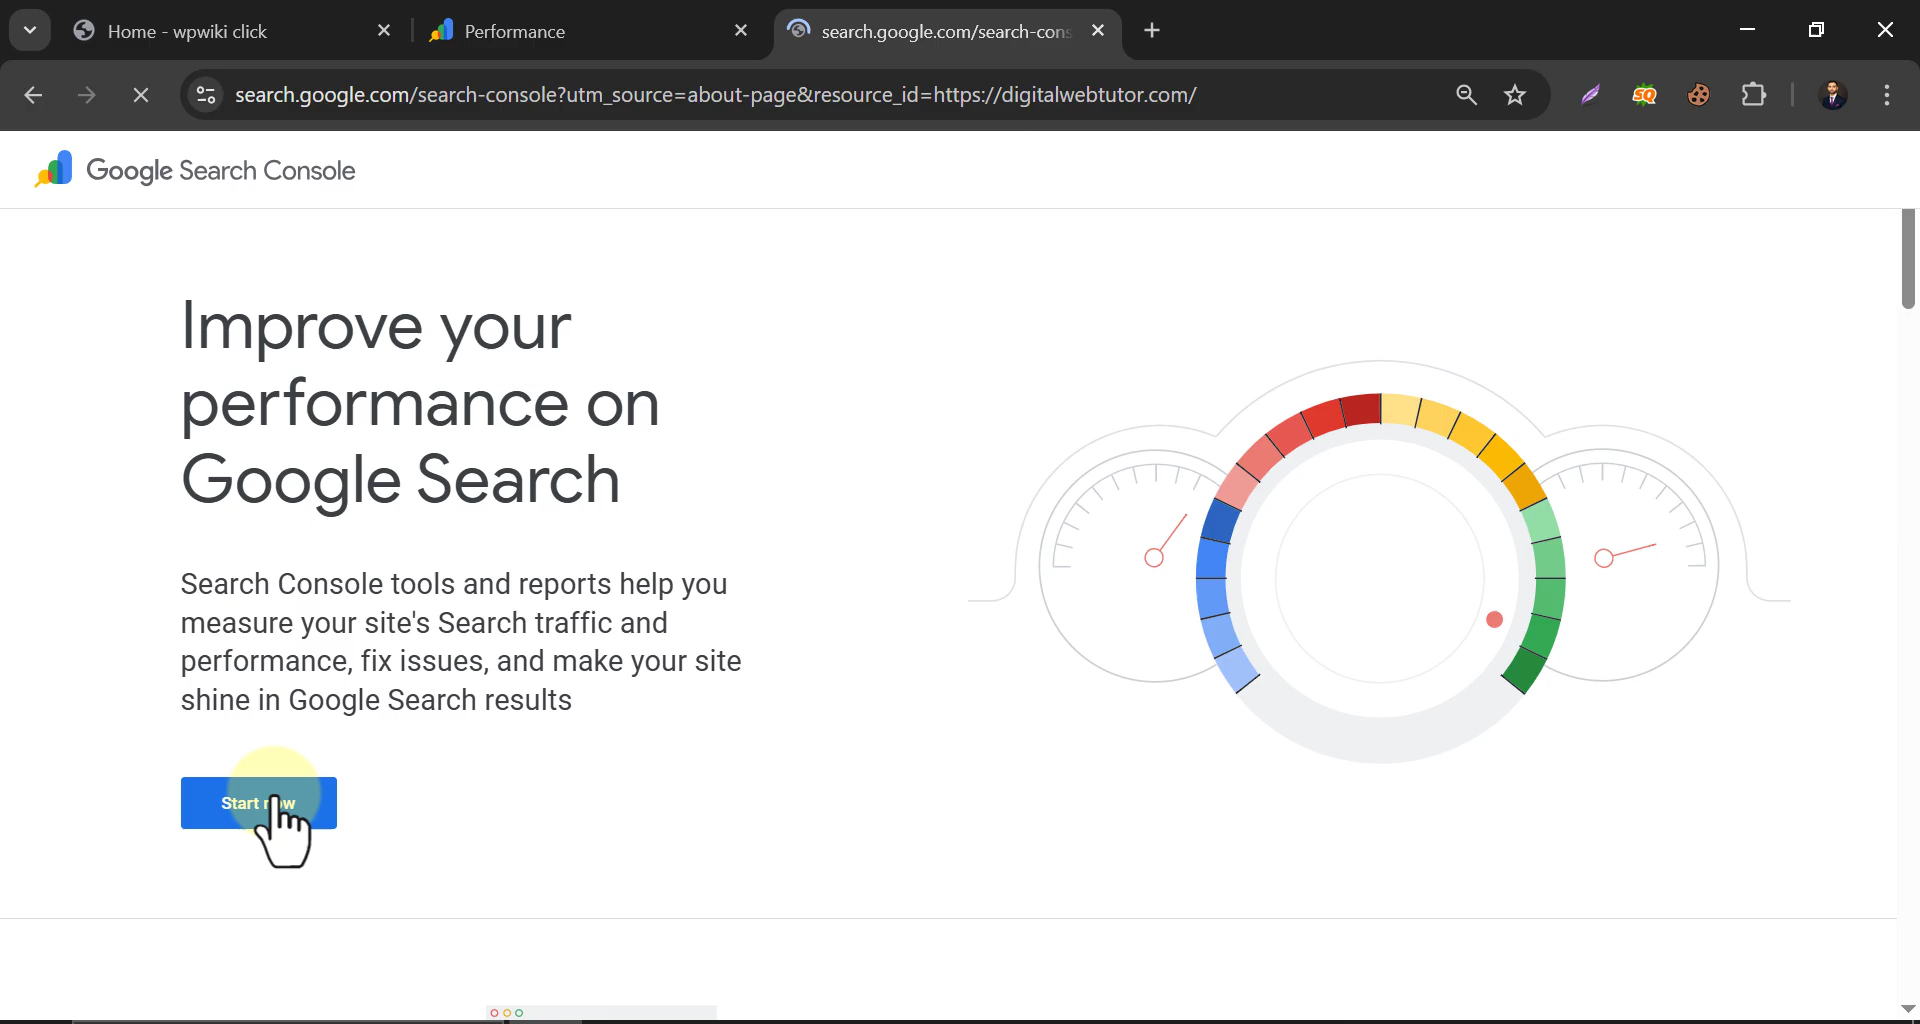 Home - wpwiki click
Performance
search.google.com/search-cons
search.google.com/search-console?utm_source=about-page&resource_id=https://digitalwebtutor.com/
SQ
Google Search Console
Improve your
performance on
Google Search
Search Console tools and reports help you
measure your site's Search traffic and
performance, fix issues, and make your site
shine in Google Search results
Start now